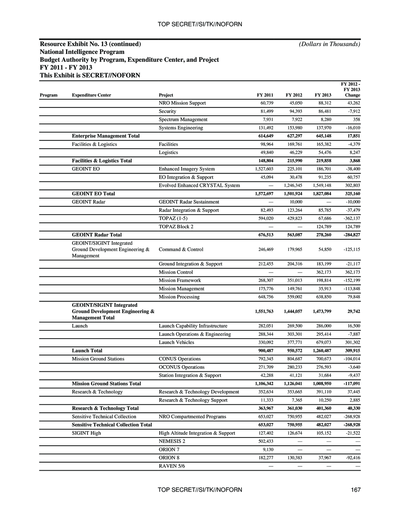 TOP SECRET//SI/TK//NOFORN
Resource Exhibit No. 13 (continued) (Dollars in Thousands)
National Intelligence Program
Budget Authority by Program, Expenditure Center, and Project
FY 2011 - FY 2013
This Exhibit is SECRET//NOFORN
FY 2012 -
FY 2013
Program Expenditure Center Project FY 2011 FY 2012 FY 2013 Change
NRO Mission Support 60,739 45,050 88,312 43,262
Security 81,499 94,393 86,481 -7,912
Spectrum Management 7,931 7,922 8,280 358
Systems Engineering 131,492 153,980 137,970 -16,010
Enterprise Management Total 614,649 627,297 645,148 17,851
Facilities & Logistics Facilities 98,964 169,761 165,382 -4,379
Logistics 49,840 46,229 54,476 8,247
Facilities & Logistics Total 148,804 215,990 219,858 3,868
GEOINT EO Enhanced Imagery System 1,527,603 225,101 186,701 -38,400
EO Integration & Support 45,094 30,478 91,235 60,757
Evolved Enhanced CRYSTAL System — 1,246,345 1,549,148 302,803
GEOINT EO Total 1,572,697 1,501,924 1,827,084 325,160
GEOINT Radar GEOINT Radar Sustainment — 10,000 — -10,000
Radar Integration & Support 82,493 123,264 85,785 -37,479
TOPAZ (1-5) 594,020 429,823 67,686 -362,137
TOPAZ Block 2 — — 124,789 124,789
GEOINT Radar Total 676,513 563,087 278,260 -284,827
GEOINT/SIGINT Integrated
Ground Development Engineering & Command & Control 246,469 179,965 54,850 -125,115
Management
Ground Integration & Support 212,455 204,316 183,199 -21,117
Mission Control — — 362,173 362,173
Mission Framework 268,307 351,013 198,814 -152,199
Mission Management 175,776 149,761 35,913 -113,848
Mission Processing 648,756 559,002 638,850 79,848
GEOINT/SIGINT Integrated
Ground Development Engineering & 1,551,763 1,444,057 1,473,799 29,742
Management Total
Launch Launch Capability Infrastructure 282,051 269,500 286,000 16,500
Launch Operations & Engineering 288,344 303,301 295,414 -7,887
Launch Vehicles 330,092 377,771 679,073 301,302
Launch Total 900,487 950,572 1,260,487 309,915
Mission Ground Stations CONUS Operations 792,345 804,687 700,673 -104,014
OCONUS Operations 271,709 280,233 276,593 -3,640
Station Integration & Support 42,288 41,121 31,684 -9,437
Mission Ground Stations Total 1,106,342 1,126,041 1,008,950 -117,091
Research & Technology Research & Technology Development 352,634 353,665 391,110 37,445
Research & Technology Support 11,333 7,365 10,250 2,885
Research & Technology Total 363,967 361,030 401,360 40,330
Sensitive Technical Collection NRO Compartmented Programs 653,027 750,955 482,027 -268,928
Sensitive Technical Collection Total 653,027 750,955 482,027 -268,928
SIGINT High High Altitude Integration & Support 127,402 126,674 105,152 -21,522
NEMESIS 2 502,433 — — —
ORION 7 9,130 — — —
ORION 8 182,277 130,383 37,967 -92,416
RAVEN 5/6 — — — —
TOP SECRET//SI/TK//NOFORN 167